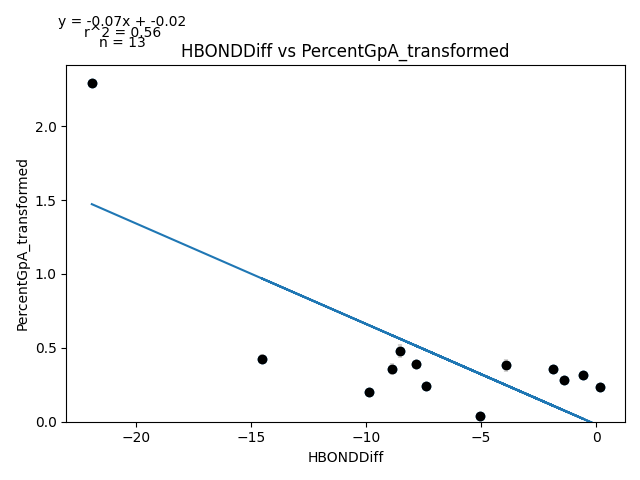 y = -0.07x + -0.02
r^2 = 0.56
n = 13
HBONDDiff vs PercentGpA_transformed
PercentGpA_transformed
2.0
1.5
1.0
0.5
0.0
−20
−15
−10
−5
0
HBONDDiff